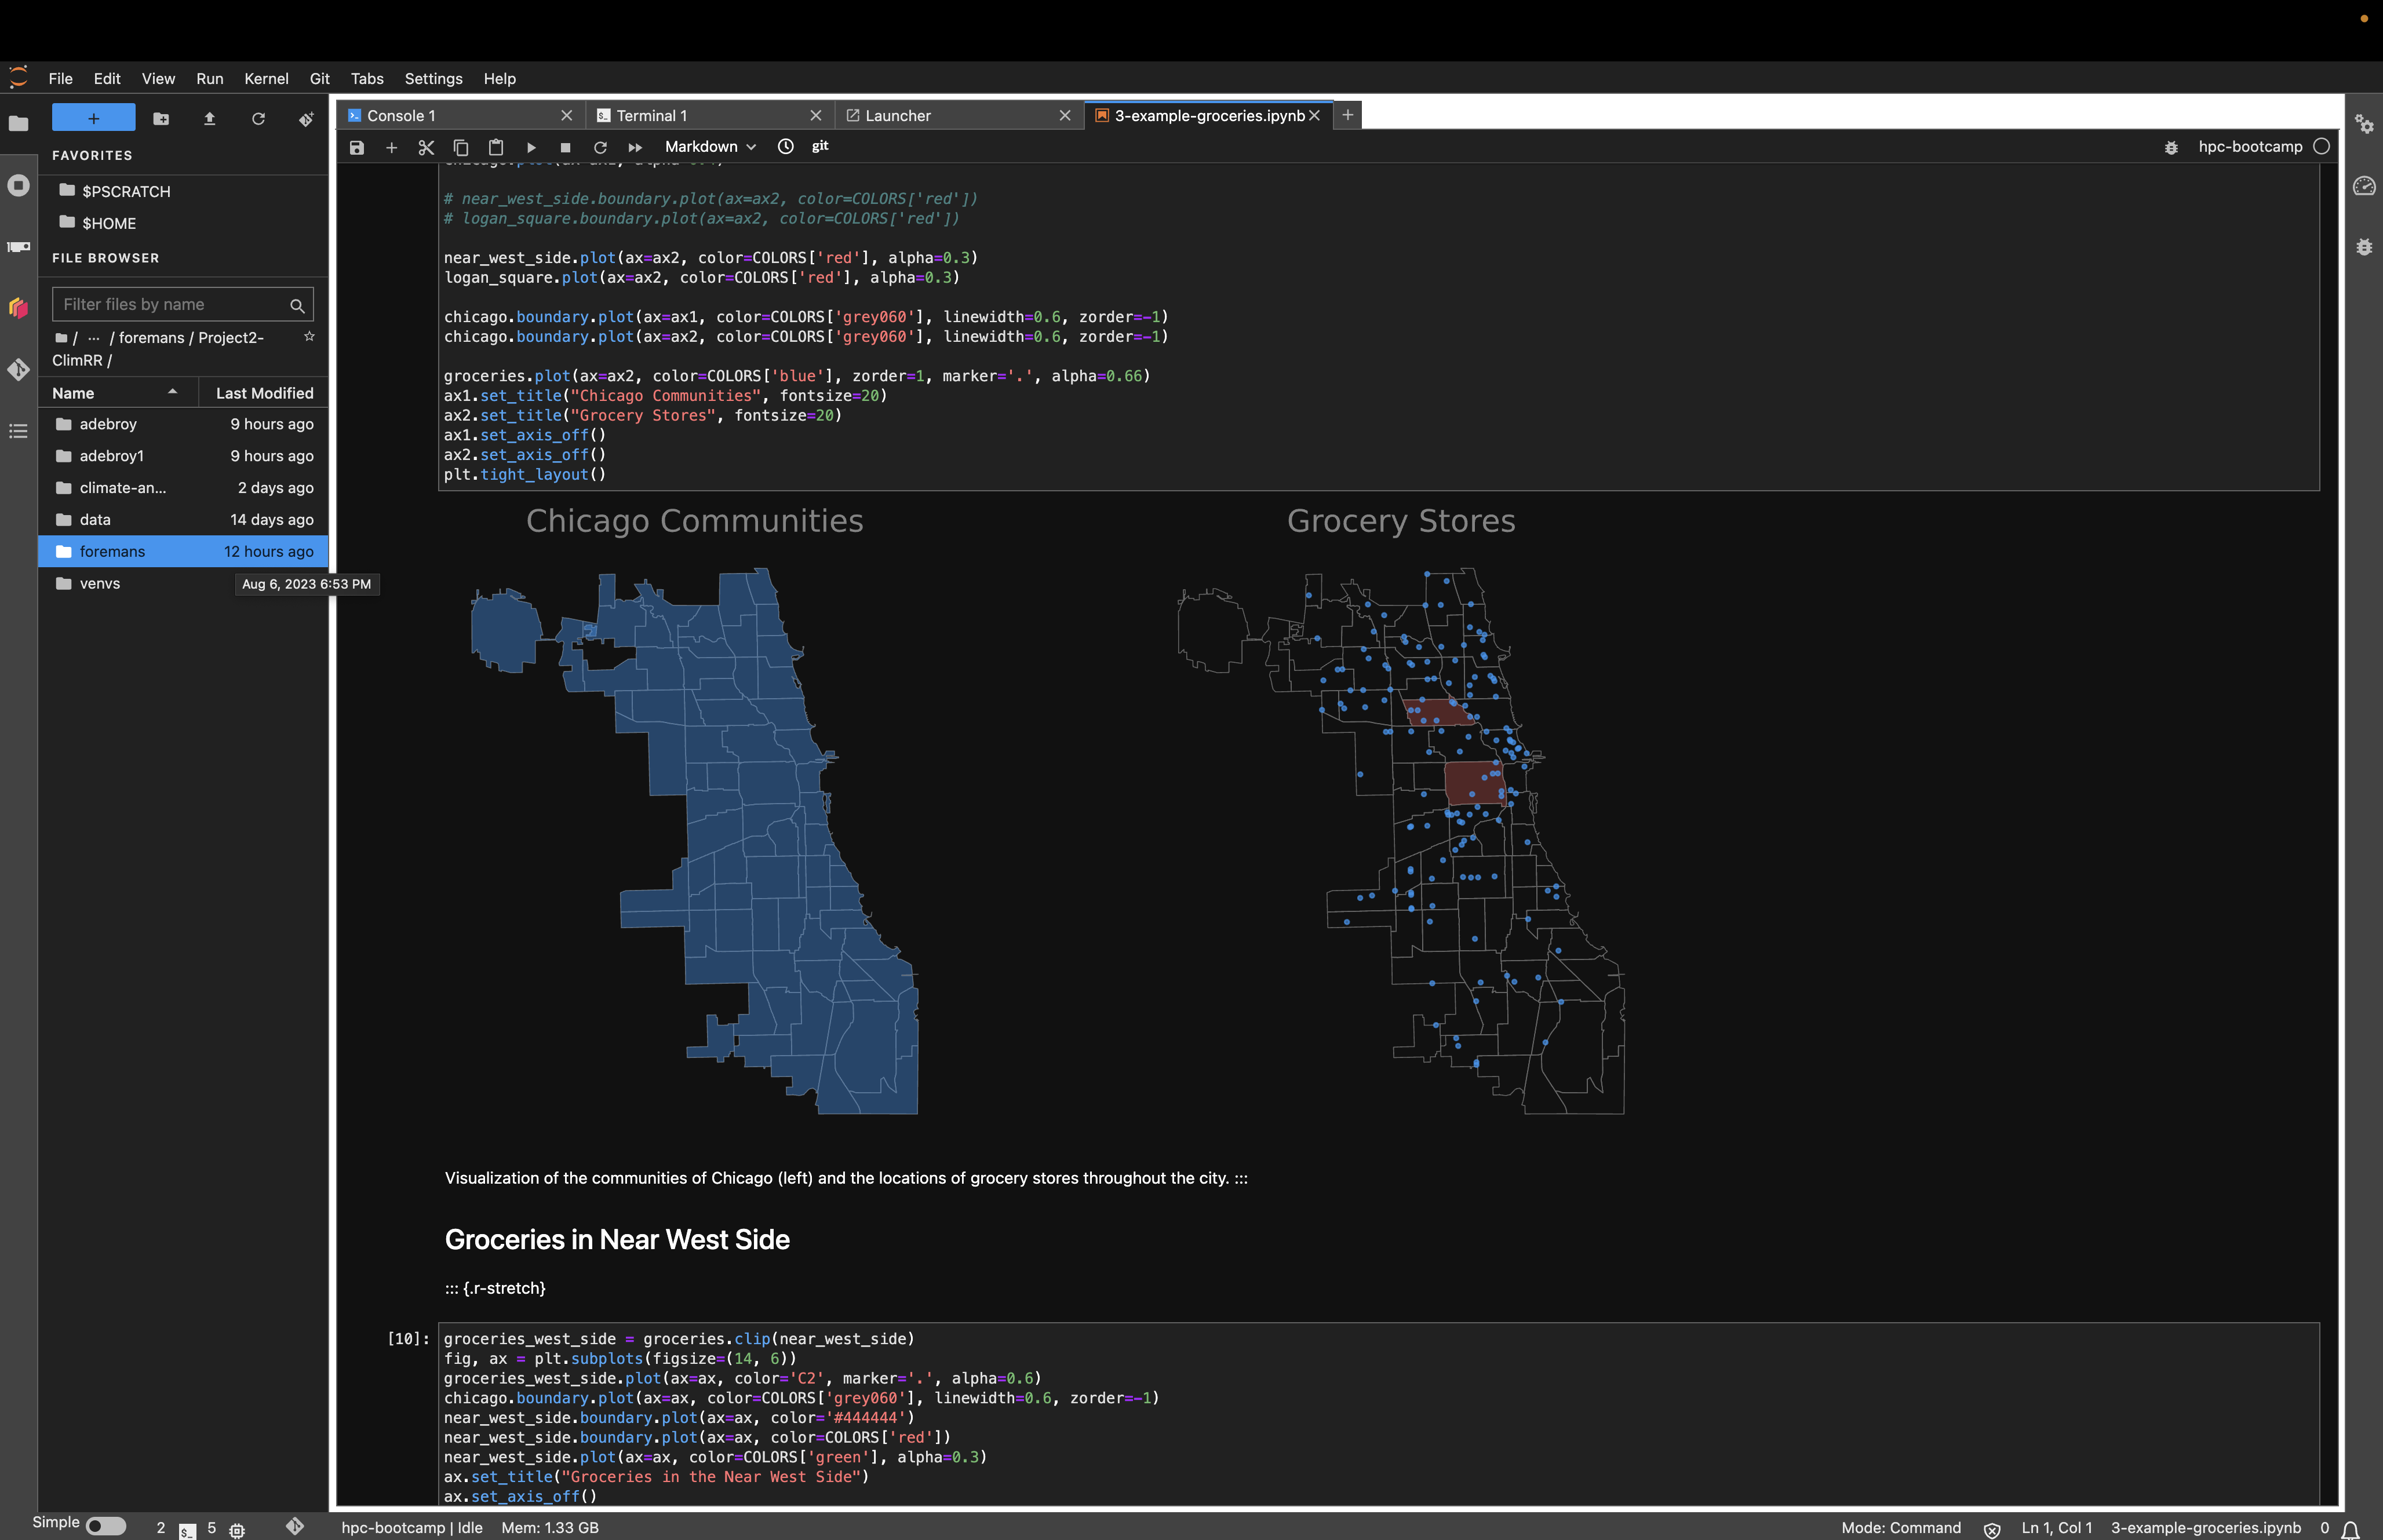 File Edit View Run Kernel Git Tabs Settings Help
+
FAVORITES
$PSCRATCH
$HOME
FILE BROWSER
Filter files by name
/ ··· / foremans / Project2-
ClimRR /
Name Last Modified
adebroy 9 hours ago
adebroy1 9 hours ago
climate-an... 2 days ago
data 14 days ago
foremans 12 hours ago
venvs
Aug 6, 2023 6:53 PM
Console 1
Terminal 1
Launcher
3-example-groceries.ipynb
Markdown
git
hpc-bootcamp
# near_west_side.boundary.plot(ax=ax2, color=COLORS['red'])
# logan_square.boundary.plot(ax=ax2, color=COLORS['red'])
near_west_side.plot(ax=ax2, color=COLORS['red'], alpha=0.3)
logan_square.plot(ax=ax2, color=COLORS['red'], alpha=0.3)
chicago.boundary.plot(ax=ax1, color=COLORS['grey060'], linewidth=0.6, zorder=-1)
chicago.boundary.plot(ax=ax2, color=COLORS['grey060'], linewidth=0.6, zorder=-1)
groceries.plot(ax=ax2, color=COLORS['blue'], zorder=1, marker='.', alpha=0.66)
ax1.set_title("Chicago Communities", fontsize=20)
ax2.set_title("Grocery Stores", fontsize=20)
ax1.set_axis_off()
ax2.set_axis_off()
plt.tight_layout()
Chicago Communities
Grocery Stores
Visualization of the communities of Chicago (left) and the locations of grocery stores throughout the city. :::
Groceries in Near West Side
::: {.r-stretch}
[10]:
groceries_west_side = groceries.clip(near_west_side)
fig, ax = plt.subplots(figsize=(14, 6))
groceries_west_side.plot(ax=ax, color='C2', marker='.', alpha=0.6)
chicago.boundary.plot(ax=ax, color=COLORS['grey060'], linewidth=0.6, zorder=-1)
near_west_side.boundary.plot(ax=ax, color='#444444')
near_west_side.boundary.plot(ax=ax, color=COLORS['red'])
near_west_side.plot(ax=ax, color=COLORS['green'], alpha=0.3)
ax.set_title("Groceries in the Near West Side")
ax.set_axis_off()
Simple 2 5 hpc-bootcamp | Idle Mem: 1.33 GB Mode: Command Ln 1, Col 1 3-example-groceries.ipynb 0